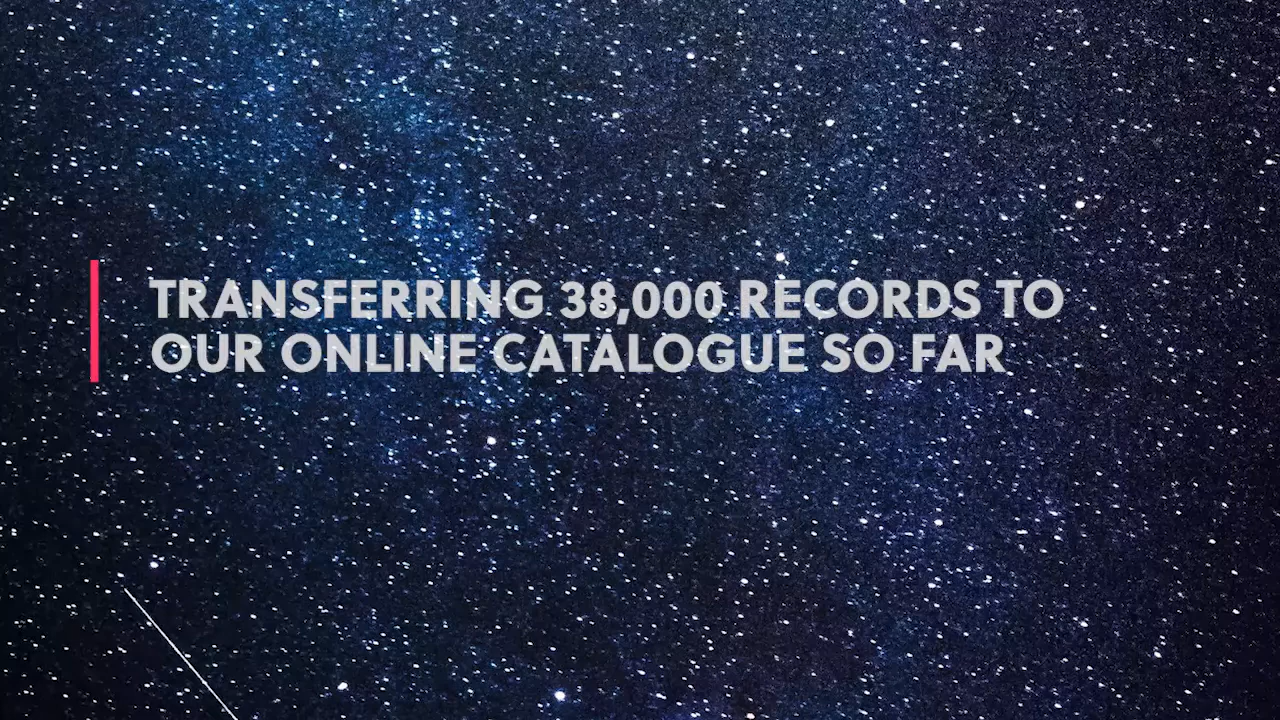 TRANSFERRING 38,000 RECORDS TO
OUR ONLINE CATALOGUE SO FAR